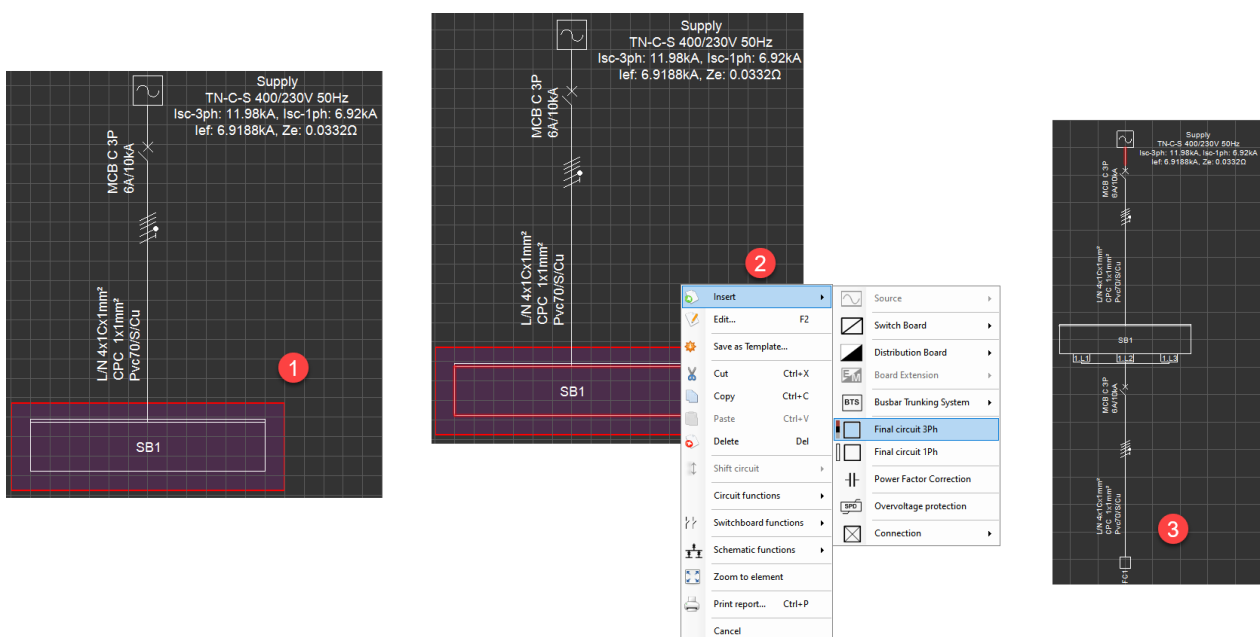 Supply
TN-C-S 400/230V 50Hz
Isc-3ph: 11.98kA, Isc-1ph: 6.92kA
Ief: 6.9188kA, Ze: 0.0332Ω
MCB C 3P
6A/10kA
L/N 4x1Cx1mm²
CPC 1x1mm²
Pvc70/S/Cu
1
SB1
Supply
TN-C-S 400/230V 50Hz
Isc-3ph: 11.98kA, Isc-1ph: 6.92kA
Ief: 6.9188kA, Ze: 0.0332Ω
MCB C 3P
6A/10kA
L/N 4x1Cx1mm²
CPC 1x1mm²
Pvc70/S/Cu
2
SB1
Insert
Edit... F2
Save as Template...
Cut Ctrl+X
Copy Ctrl+C
Paste Ctrl+V
Delete Del
Shift circuit
Circuit functions
Switchboard functions
Schematic functions
Zoom to element
Print report... Ctrl+P
Cancel
Source
Switch Board
Distribution Board
E/M Board Extension
BTS Busbar Trunking System
Final circuit 3Ph
Final circuit 1Ph
Power Factor Correction
SPD Overvoltage protection
Connection
Supply
TN-C-S 400/230V 50Hz
Isc-3ph: 11.98kA, Isc-1ph: 6.92kA
Ief: 6.9188kA, Ze: 0.0332Ω
MCB C 3P
6A/10kA
L/N 4x1Cx1mm²
CPC 1x1mm²
Pvc70/S/Cu
SB1
1.L1 1.L2 1.L3
MCB C 3P
6A/10kA
L/N 4x1Cx1mm²
CPC 1x1mm²
Pvc70/S/Cu
3
FC1